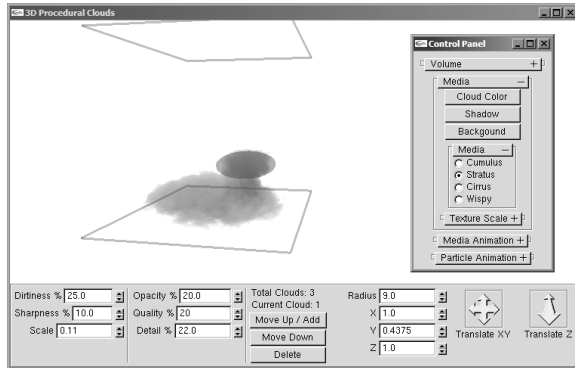 3D Procedural Clouds
Control Panel
Volume +
Media –
Cloud Color
Shadow
Backgound
Media –
Cumulus
Stratus
Cirrus
Wispy
Texture Scale +
Media Animation +
Particle Animation +
Dirtiness % 25.0
Sharpness % 10.0
Scale 0.11
Opacity % 20.0
Quality % 20
Detail % 22.0
Total Clouds: 3
Current Cloud: 1
Move Up / Add
Move Down
Delete
Radius 9.0
X 1.0
Y 0.4375
Z 1.0
Translate XY
Translate Z